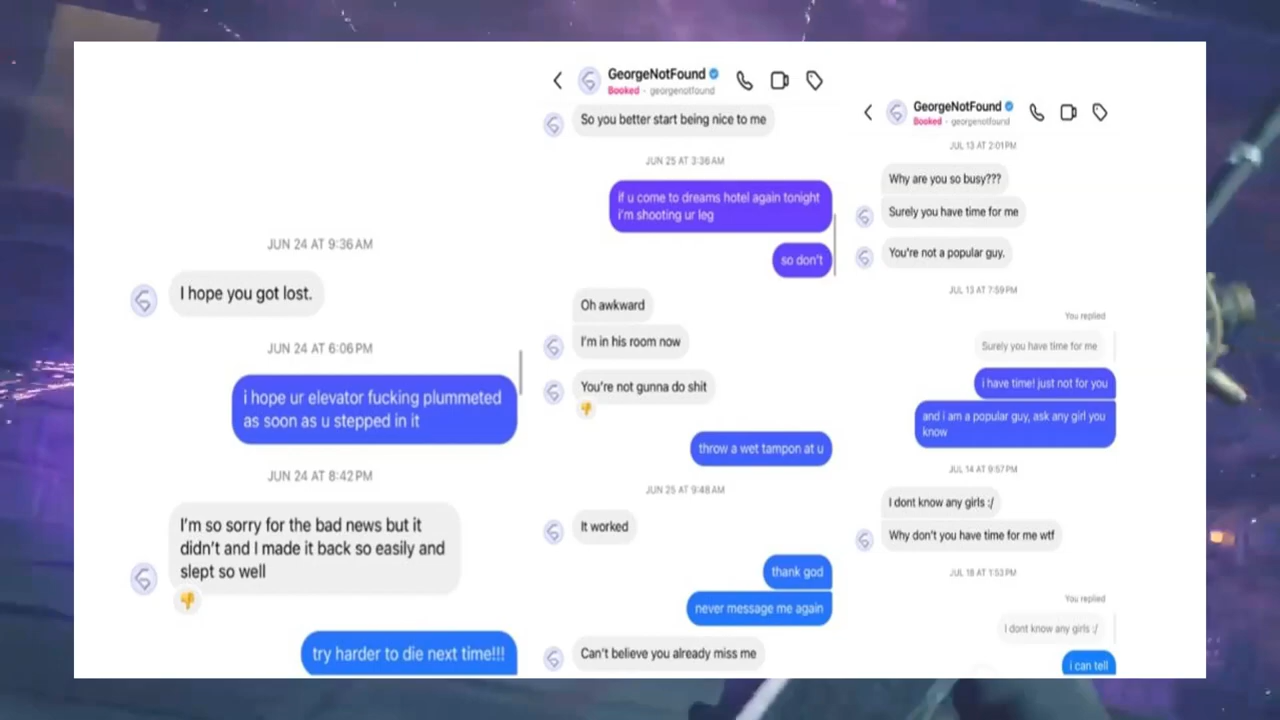 JUN 24 AT 9:36 AM
I hope you got lost.
JUN 24 AT 6:06 PM
i hope ur elevator fucking plummeted
as soon as u stepped in it
JUN 24 AT 8:42 PM
I'm so sorry for the bad news but it
didn't and I made it back so easily and
slept so well
try harder to die next time!!!
GeorgeNotFound
Booked - georgenotfound
So you better start being nice to me
JUN 25 AT 3:36 AM
if u come to dreams hotel again tonight
i'm shooting ur leg
so don't
Oh awkward
I'm in his room now
You're not gunna do shit
throw a wet tampon at u
JUN 25 AT 9:48 AM
It worked
thank god
never message me again
Can't believe you already miss me
GeorgeNotFound
Booked - georgenotfound
JUL 13 AT 2:01 PM
Why are you so busy???
Surely you have time for me
You're not a popular guy.
JUL 13 AT 7:59 PM
You replied
Surely you have time for me
i have time! just not for you
and i am a popular guy, ask any girl you
know
JUL 14 AT 9:57 PM
I dont know any girls :/
Why don't you have time for me wtf
JUL 18 AT 1:53 PM
You replied
I dont know any girls :/
i can tell